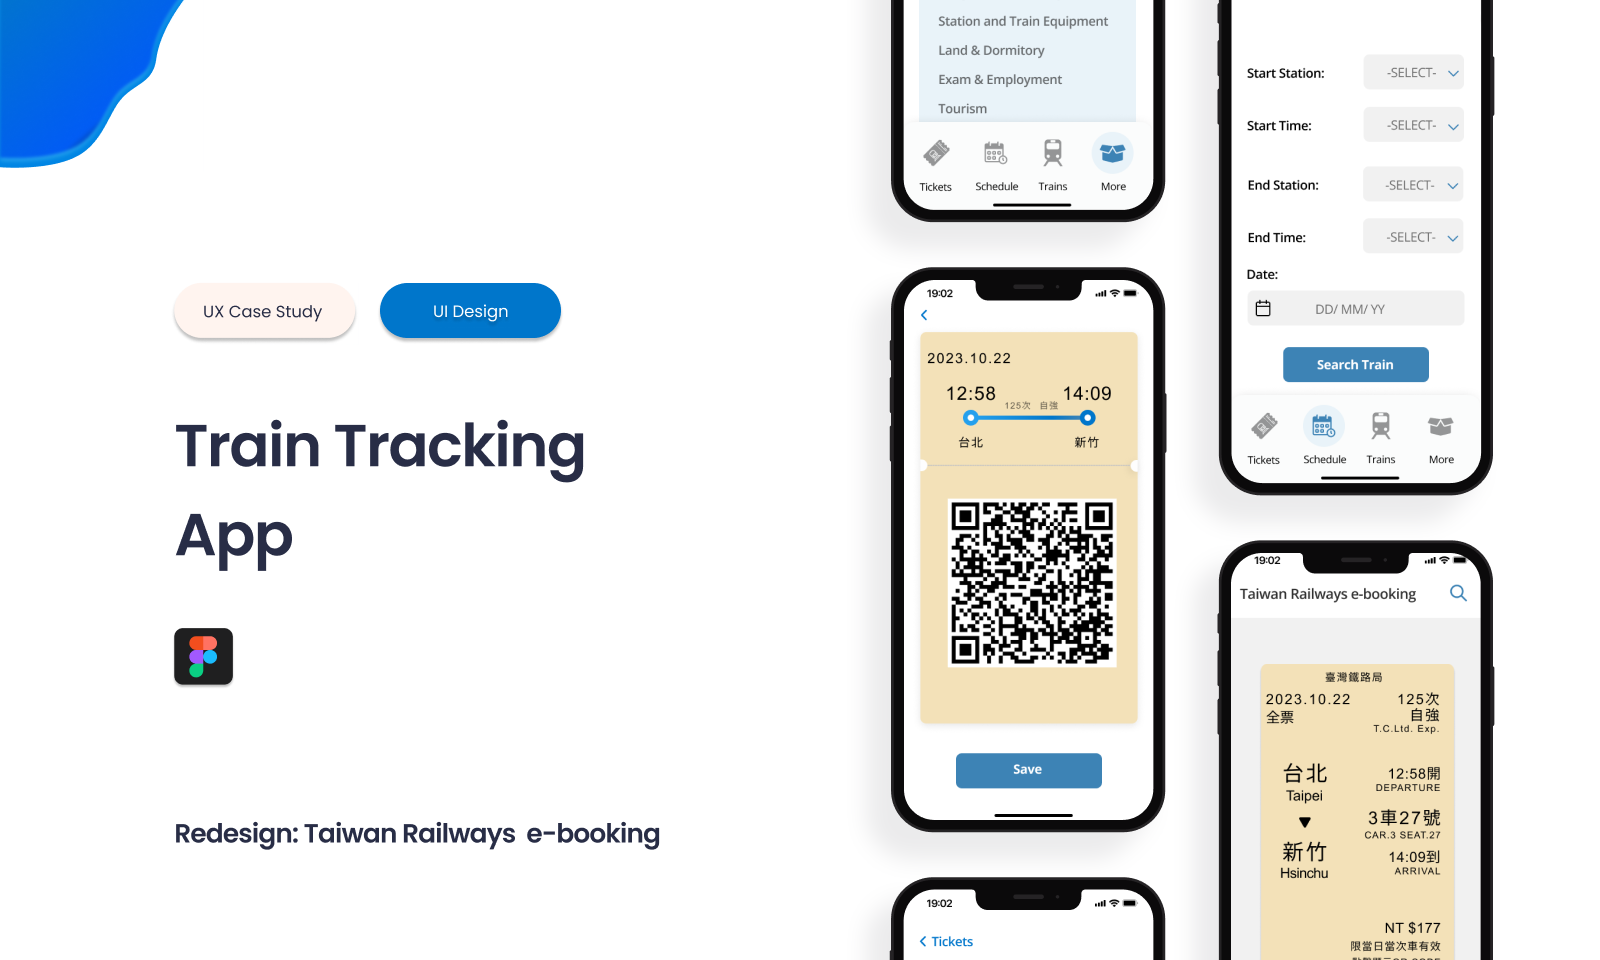 UX Case Study
UI Design
Train Tracking
App
Redesign: Taiwan Railways e-booking
Station and Train Equipment
Land & Dormitory
Exam & Employment
Tourism
Tickets
Schedule
Trains
More
19:02
2023.10.22
12:58
14:09
125次 自強
台北
新竹
Save
19:02
Tickets
Start Station:
-SELECT-
Start Time:
-SELECT-
End Station:
-SELECT-
End Time:
-SELECT-
Date:
DD/ MM/ YY
Search Train
Tickets
Schedule
Trains
More
19:02
Taiwan Railways e-booking
臺灣鐵路局
2023.10.22
125次
全票
自強
T.C.Ltd. Exp.
台北
Taipei
12:58開
DEPARTURE
3車27號
CAR.3 SEAT.27
新竹
Hsinchu
14:09到
ARRIVAL
NT $177
限當日當次車有效